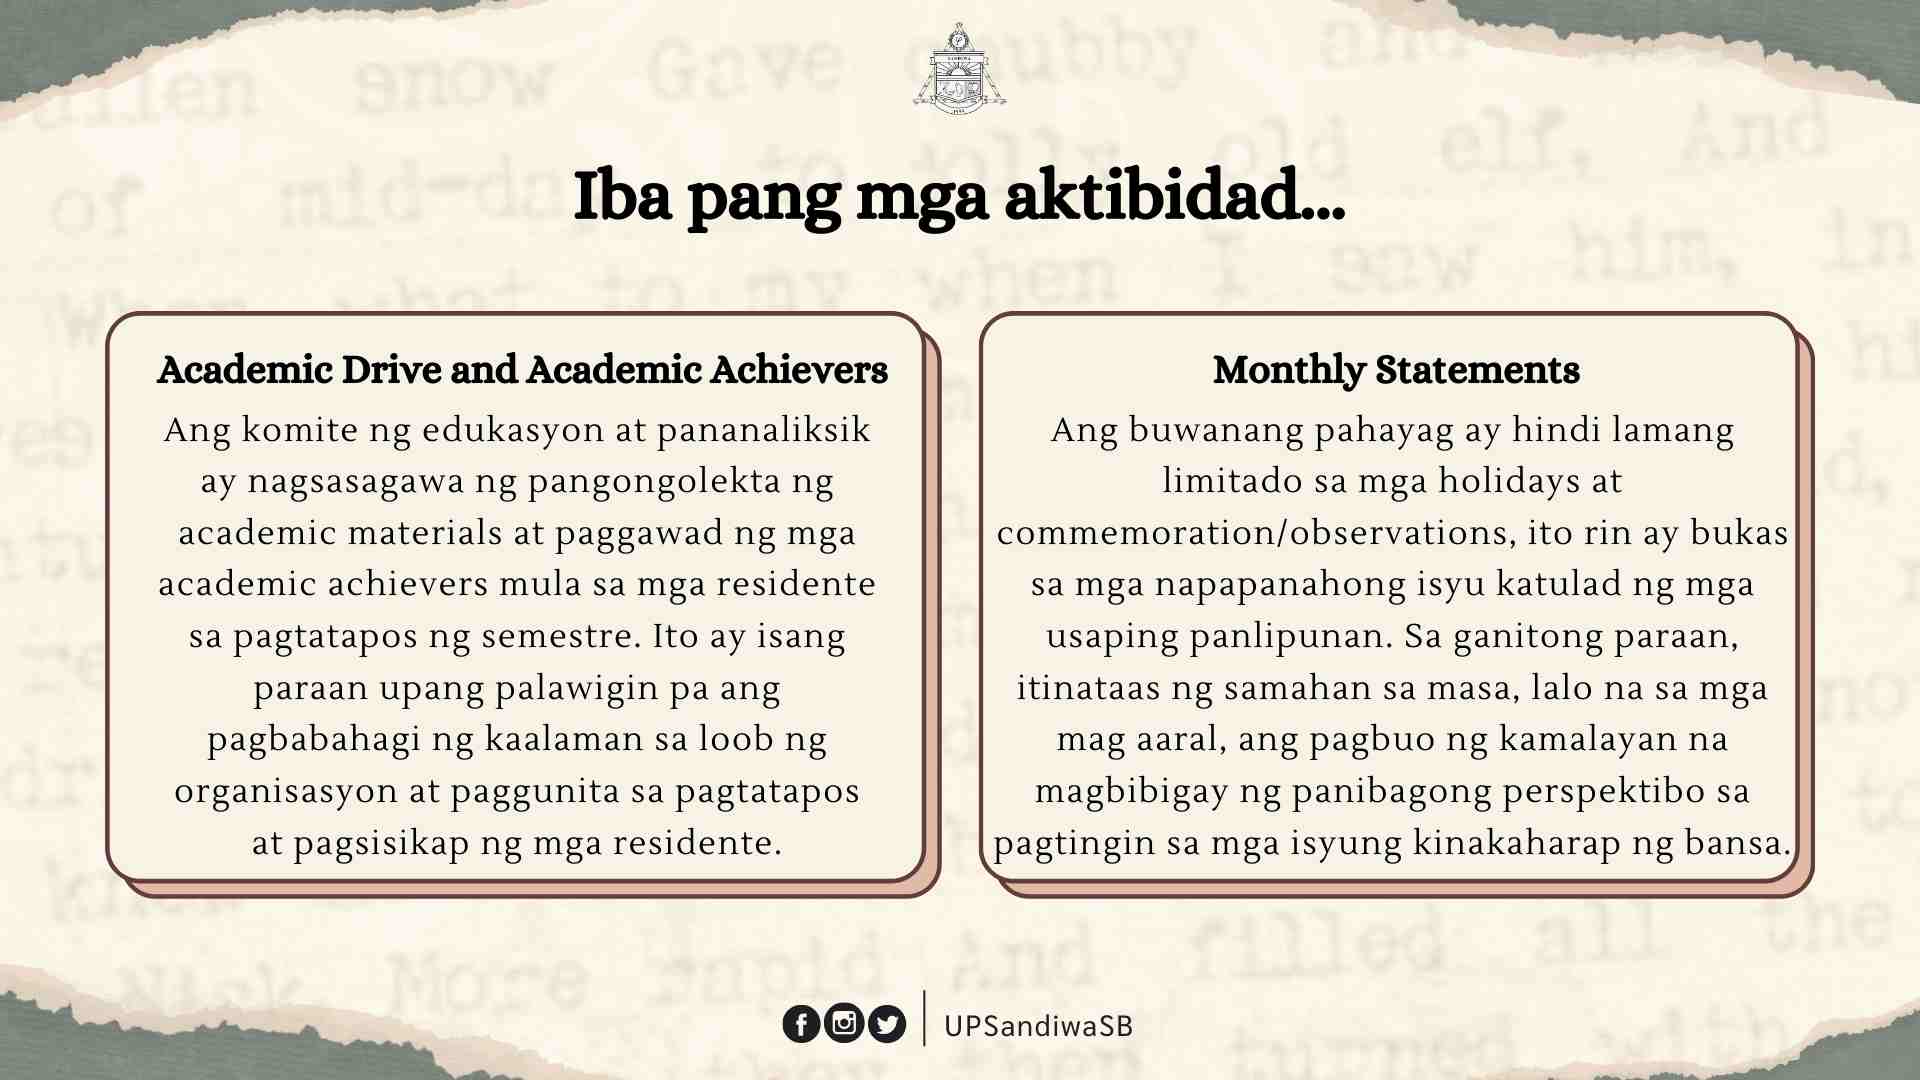 Iba pang mga aktibidad...
Academic Drive and Academic Achievers
Ang komite ng edukasyon at pananaliksik
ay nagsasagawa ng pangongolekta ng
academic materials at paggawad ng mga
academic achievers mula sa mga residente
sa pagtatapos ng semestre. Ito ay isang
paraan upang palawigin pa ang
pagbabahagi ng kaalaman sa loob ng
organisasyon at paggunita sa pagtatapos
at pagsisikap ng mga residente.
Monthly Statements
Ang buwanang pahayag ay hindi lamang
limitado sa mga holidays at
commemoration/observations, ito rin ay bukas
sa mga napapanahong isyu katulad ng mga
usaping panlipunan. Sa ganitong paraan,
itinataas ng samahan sa masa, lalo na sa mga
mag aaral, ang pagbuo ng kamalayan na
magbibigay ng panibagong perspektibo sa
pagtingin sa mga isyung kinakaharap ng bansa.
UPSandiwaSB